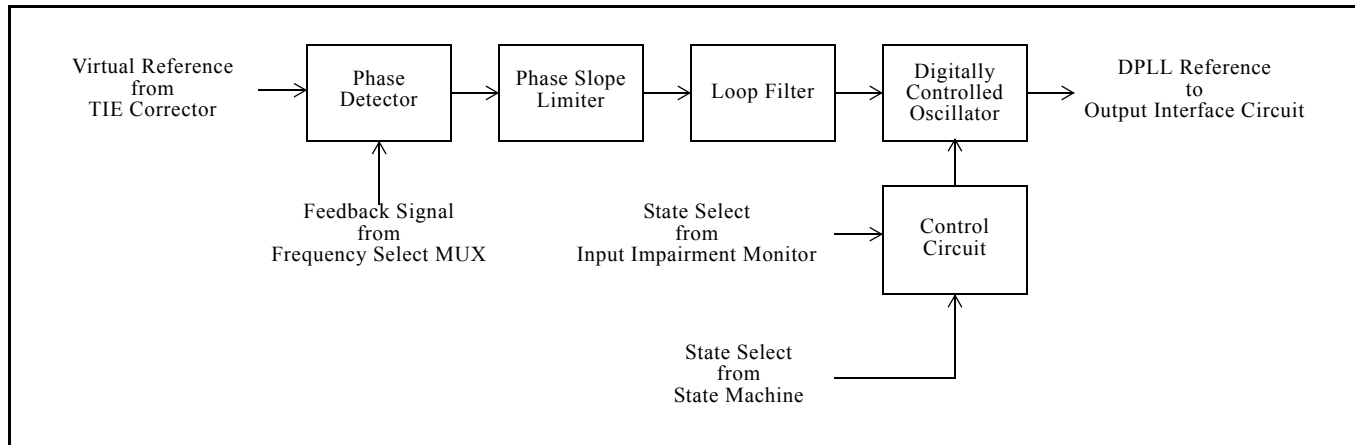 Virtual Reference
from
TIE Corrector
Phase
Detector
Phase Slope
Limiter
Loop Filter
Digitally
Controlled
Oscillator
DPLL Reference
to
Output Interface Circuit
Feedback Signal
from
Frequency Select MUX
State Select
from
Input Impairment Monitor
Control
Circuit
State Select
from
State Machine